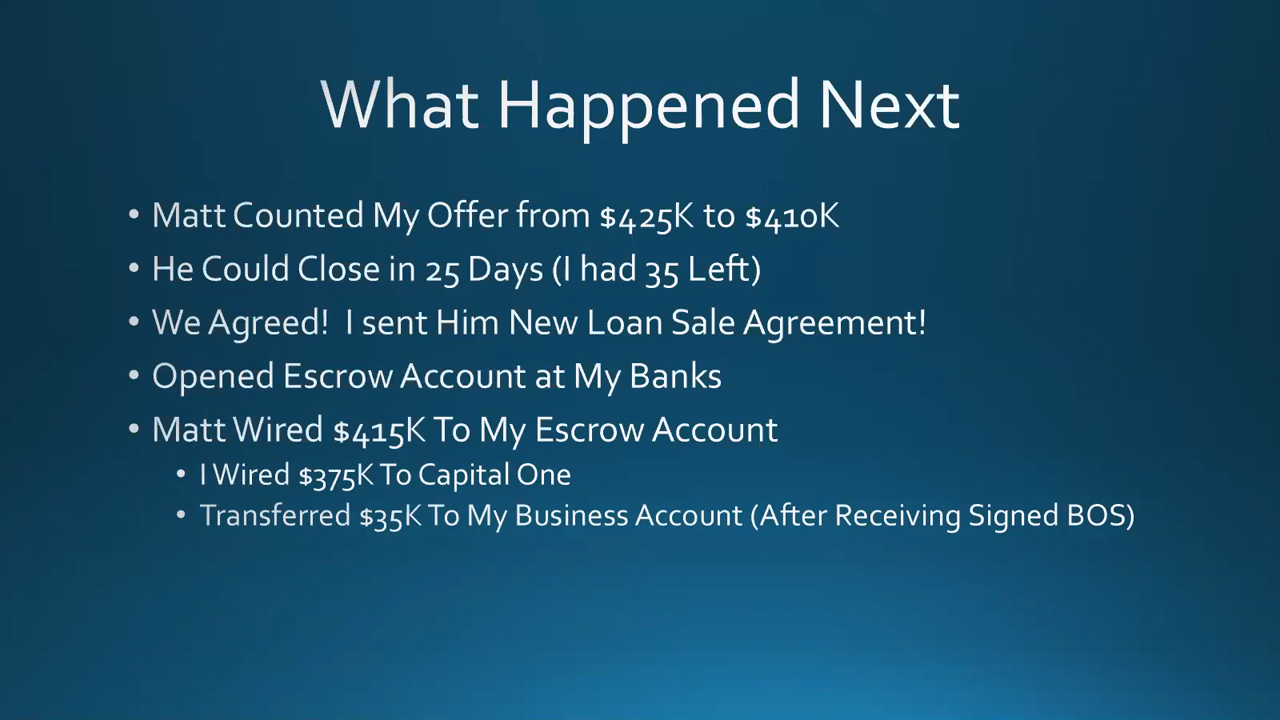 What Happened Next
• Matt Counted My Offer from $425K to $410K
• He Could Close in 25 Days (I had 35 Left)
• We Agreed! I sent Him New Loan Sale Agreement!
• Opened Escrow Account at My Banks
• Matt Wired $415K To My Escrow Account
• I Wired $375K To Capital One
• Transferred $35K To My Business Account (After Receiving Signed BOS)